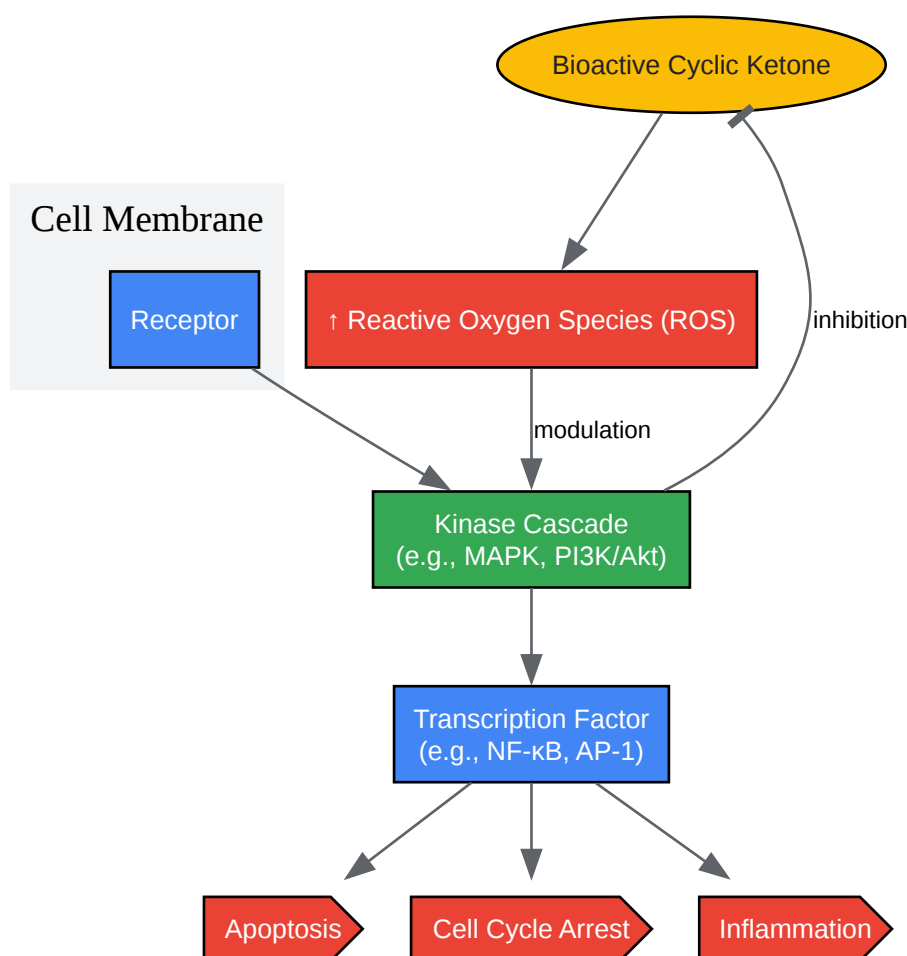 Bioactive Cyclic Ketone
Cell Membrane
Receptor
↑ Reactive Oxygen Species (ROS)
inhibition
modulation
Kinase Cascade
(e.g., MAPK, PI3K/Akt)
Transcription Factor
(e.g., NF-κB, AP-1)
Apoptosis
Cell Cycle Arrest
Inflammation